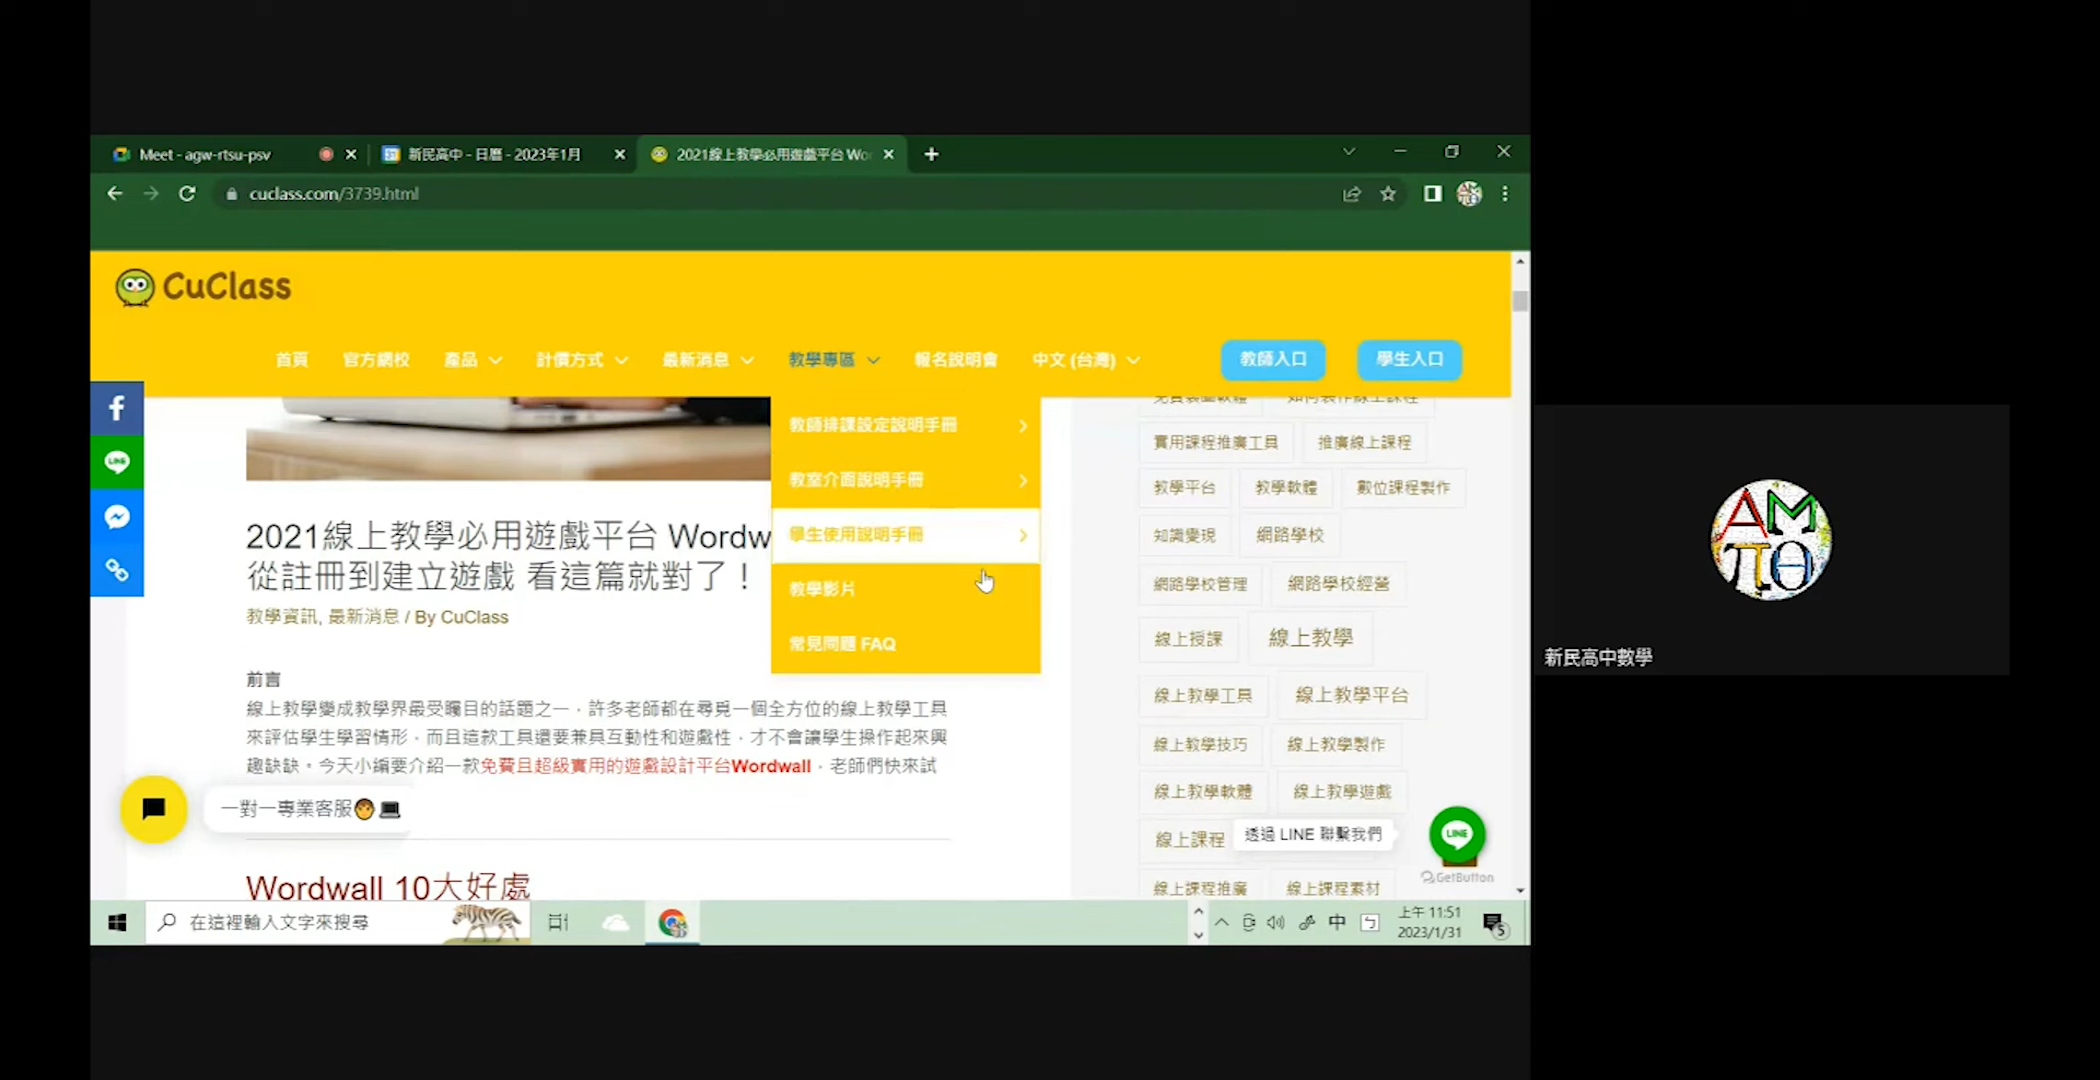 Meet - agw-rtsu-psv
新民高中 - 日曆 - 2023年1月
2021線上教學必用遊戲平台 Wo
cuclass.com/3739.html
CuClass
首頁 官方網校 產品 計價方式 最新消息 教學專區 報名說明會 中文 (台灣) 教師入口 學生入口
教師排課設定說明手冊
教室介面說明手冊
學生使用說明手冊
教學影片
常見問題 FAQ
2021線上教學必用遊戲平台 Wordw
從註冊到建立遊戲 看這篇就對了！
教學資訊, 最新消息 / By CuClass
前言
線上教學變成教學界最受矚目的話題之一，許多老師都在尋覓一個全方位的線上教學工具
來評估學生學習情形，而且這款工具還要兼具互動性和遊戲性，才不會讓學生操作起來興
趣缺缺。今天小編要介紹一款免費且超級實用的遊戲設計平台Wordwall，老師們快來試
一對一專業客服
Wordwall 10大好處
實用課程推廣工具 推廣線上課程
教學平台 教學軟體 數位課程製作
知識變現 網路學校
網路學校管理 網路學校經營
線上授課 線上教學
線上教學工具 線上教學平台
線上教學技巧 線上教學製作
線上教學軟體 線上教學遊戲
線上課程
透過 LINE 聯繫我們
LINE
GetButton
線上課程推廣 線上課程素材
在這裡輸入文字來搜尋
中
上午 11:51
2023/1/31
5
AM
πθ
新民高中數學